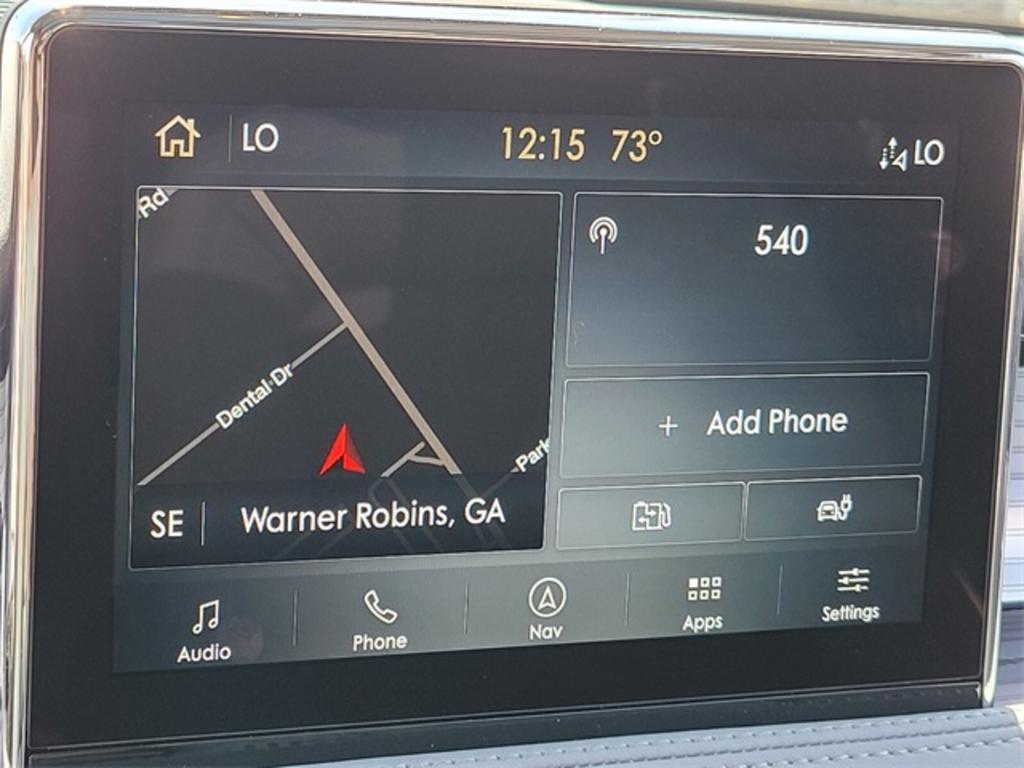 LO
12:15 73°
LO
Rd
Dental Dr
Park
SE
Warner Robins, GA
540
+ Add Phone
Audio
Phone
Nav
Apps
Settings